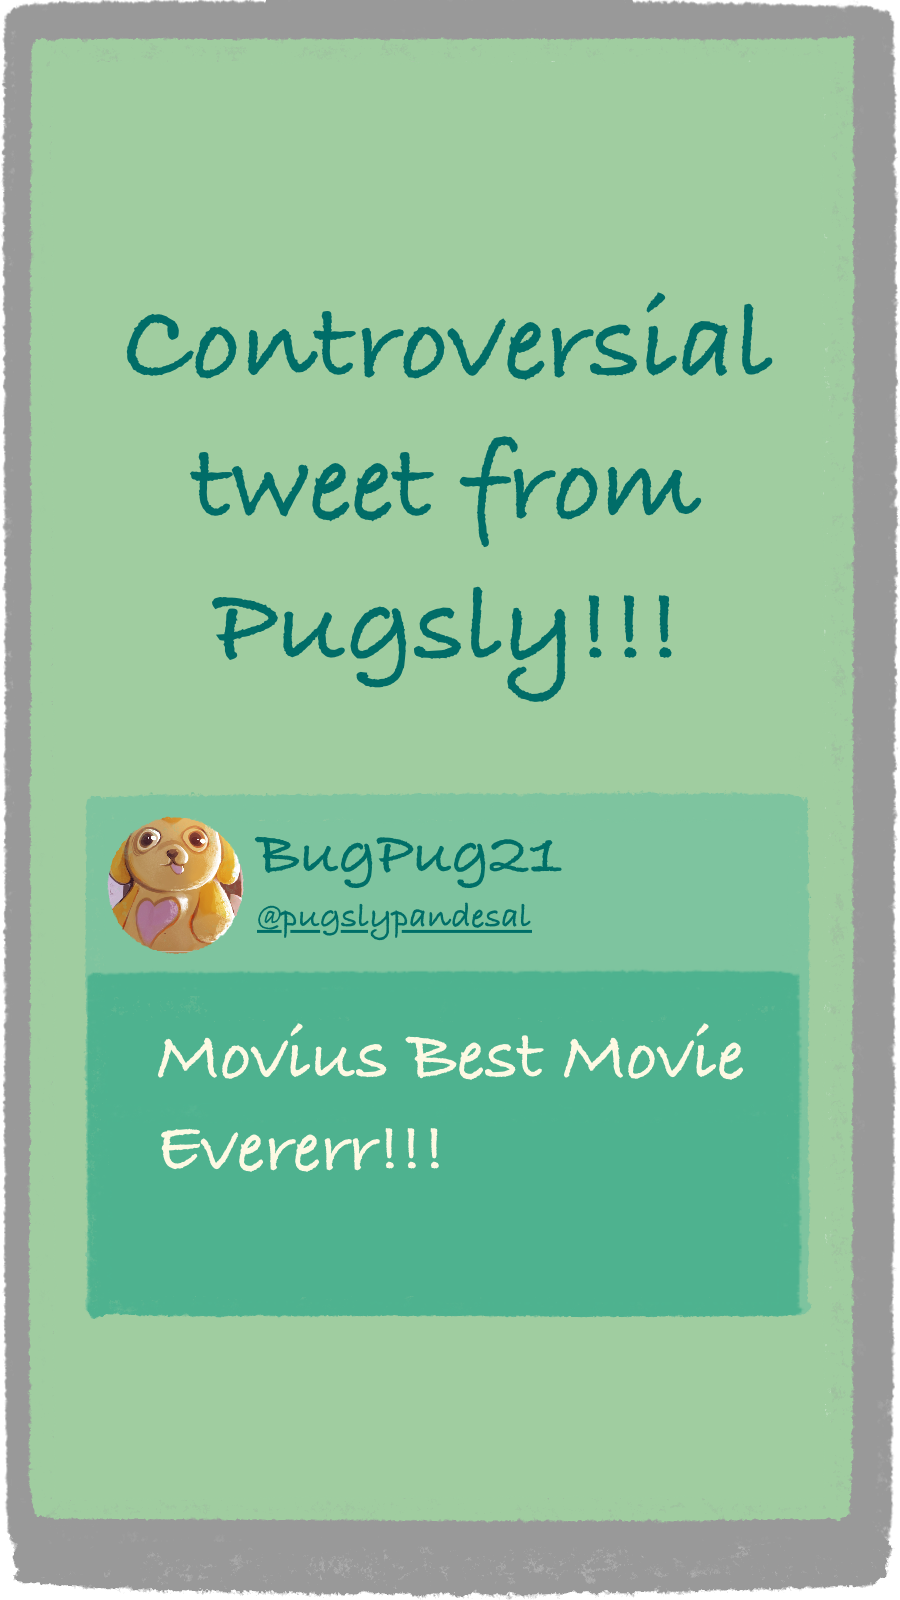 Controversial
tweet from
Pugsly!!!
BugPug21
@pugslypandesal
Movius Best Movie
Evererr!!!